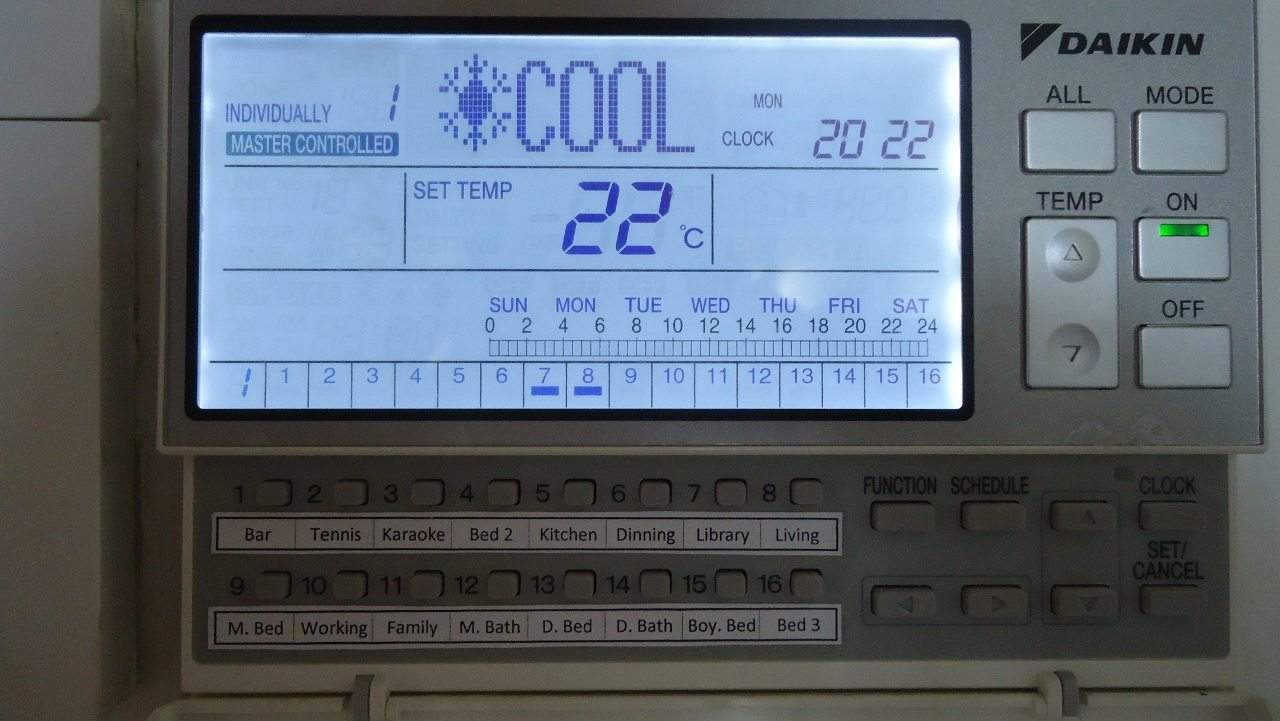 DAIKIN
INDIVIDUALLY 1
COOL
MON
MASTER CONTROLLED
CLOCK 20 22
SET TEMP 22 °C
SUN MON TUE WED THU FRI SAT
0 2 4 6 8 10 12 14 16 18 20 22 24
1 1 2 3 4 5 6 7 8 9 10 11 12 13 14 15 16
ALL MODE
TEMP ON
OFF
1 2 3 4 5 6 7 8
Bar Tennis Karaoke Bed 2 Kitchen Dinning Library Living
9 10 11 12 13 14 15 16
M. Bed Working Family M. Bath D. Bed D. Bath Boy. Bed Bed 3
FUNCTION SCHEDULE CLOCK
SET/
CANCEL